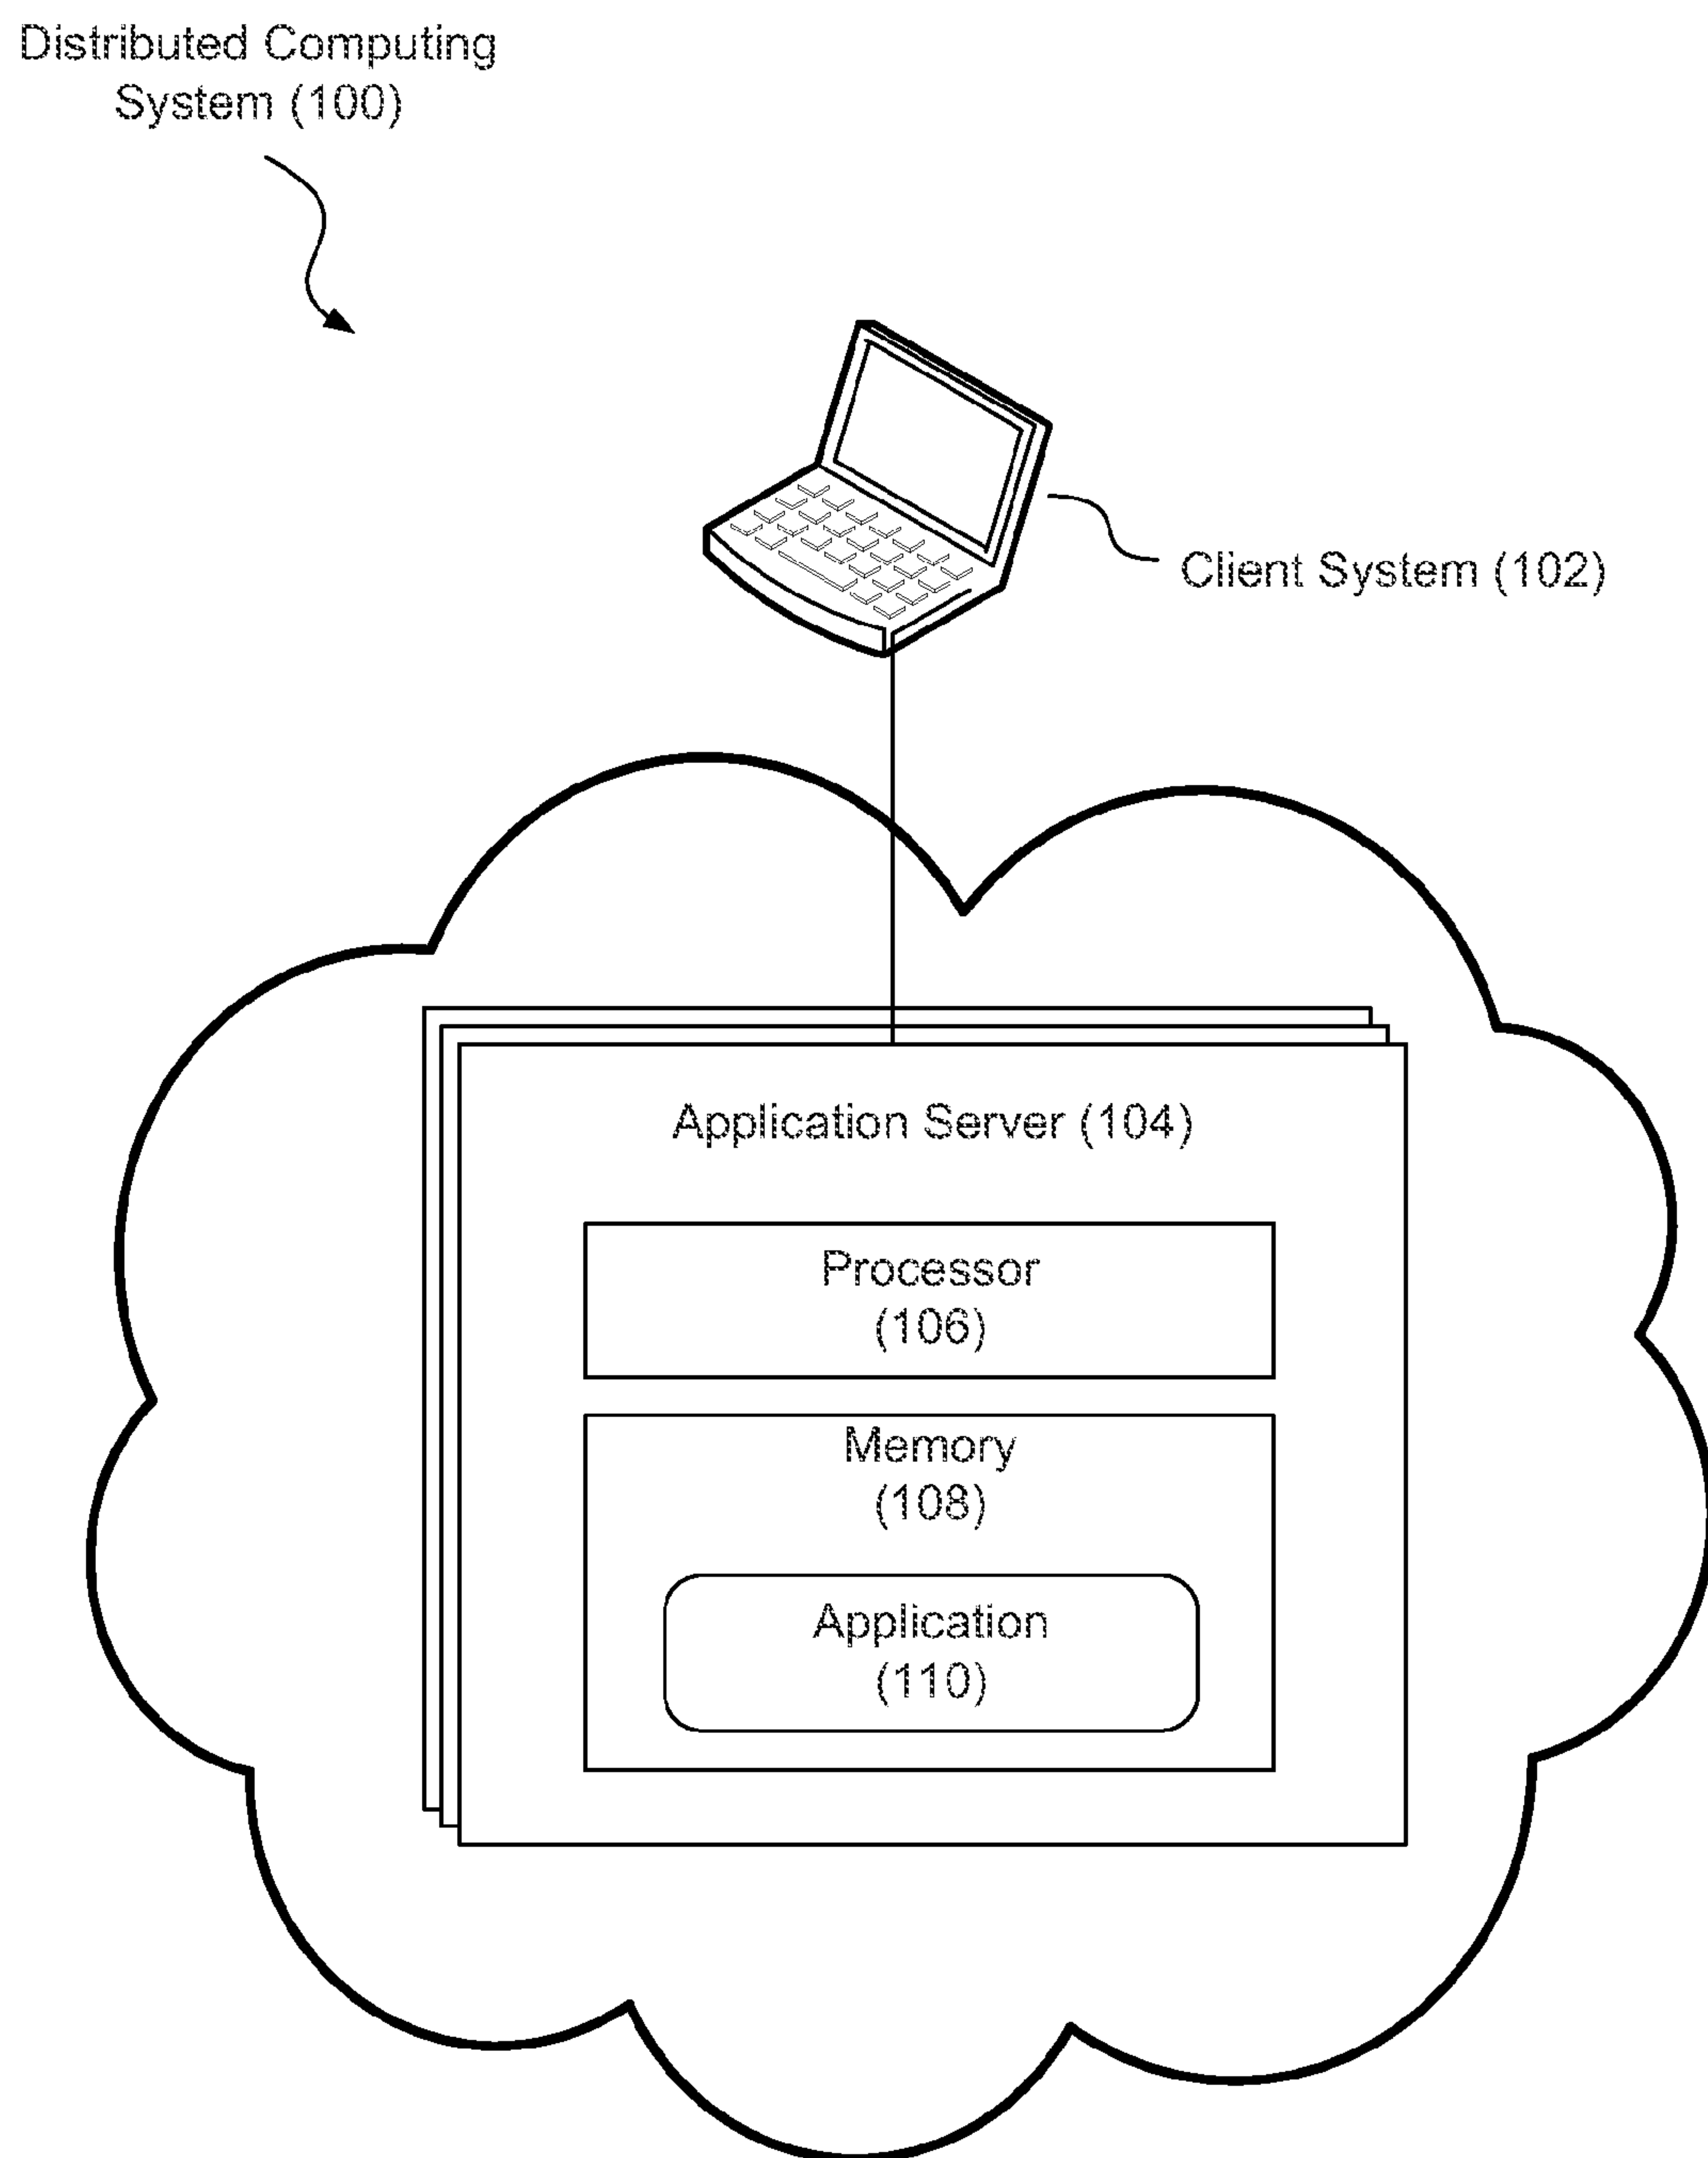 Distributed Computing
System (100)
Client System (102)
Application Server (104)
Processor
(106)
Memory
(108)
Application
(110)